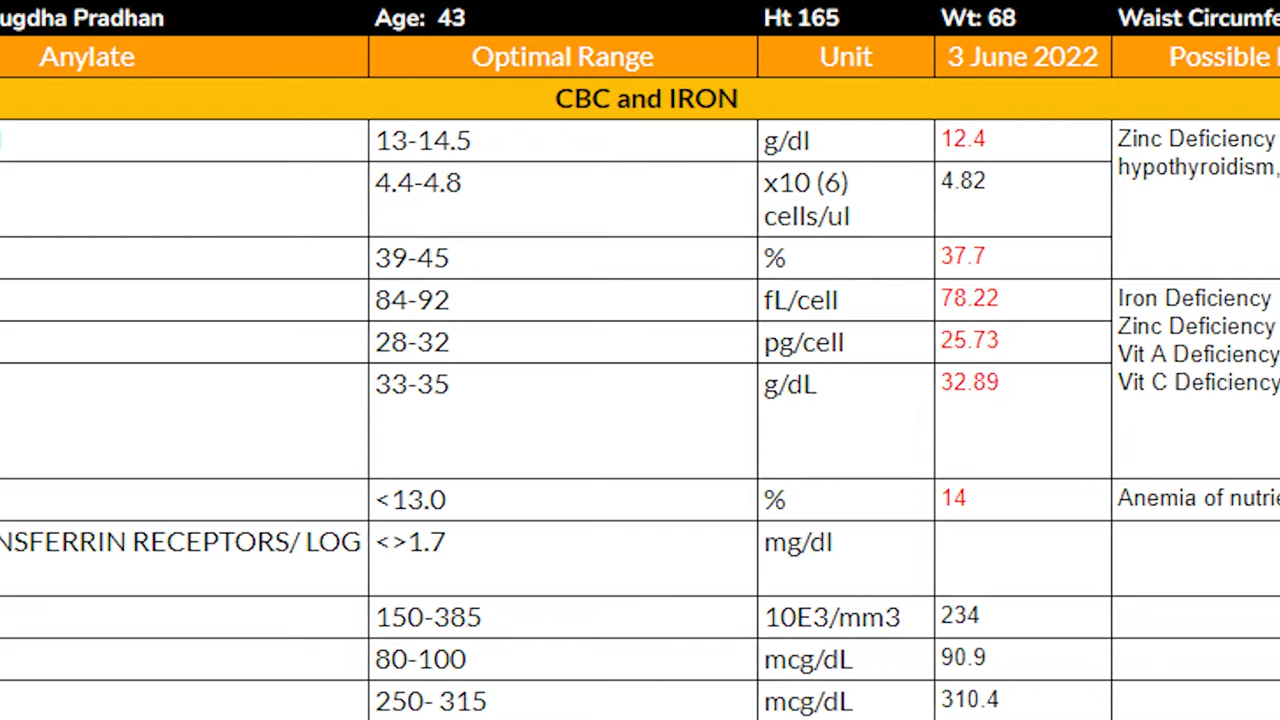 ugdha Pradhan Age: 43 Ht 165 Wt: 68 Waist Circumfe
Anylate Optimal Range Unit 3 June 2022 Possible
CBC and IRON
13-14.5 g/dl 12.4 Zinc Deficiency
hypothyroidism,
4.4-4.8 x10 (6) 4.82
cells/ul
39-45 % 37.7
84-92 fL/cell 78.22 Iron Deficiency
Zinc Deficiency
28-32 pg/cell 25.73 Vit A Deficiency
33-35 g/dL 32.89 Vit C Deficiency
<13.0 % 14 Anemia of nutrie
NSFERRIN RECEPTORS/ LOG <>1.7 mg/dl
150-385 10E3/mm3 234
80-100 mcg/dL 90.9
250- 315 mcg/dL 310.4